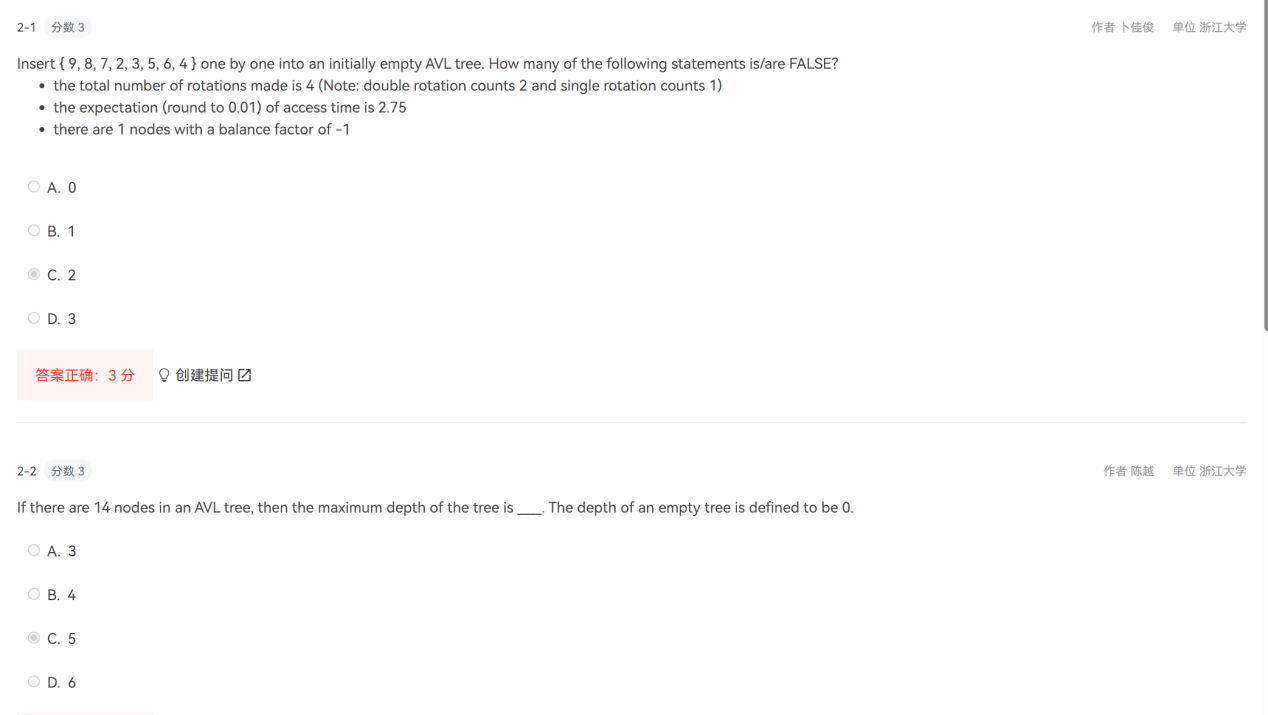 2-1 分数 3 作者 卜佳俊 单位 浙江大学
Insert { 9, 8, 7, 2, 3, 5, 6, 4 } one by one into an initially empty AVL tree. How many of the following statements is/are FALSE?
• the total number of rotations made is 4 (Note: double rotation counts 2 and single rotation counts 1)
• the expectation (round to 0.01) of access time is 2.75
• there are 1 nodes with a balance factor of -1
A. 0
B. 1
C. 2
D. 3
答案正确：3 分 创建提问
2-2 分数 3 作者 陈越 单位 浙江大学
If there are 14 nodes in an AVL tree, then the maximum depth of the tree is ___. The depth of an empty tree is defined to be 0.
A. 3
B. 4
C. 5
D. 6